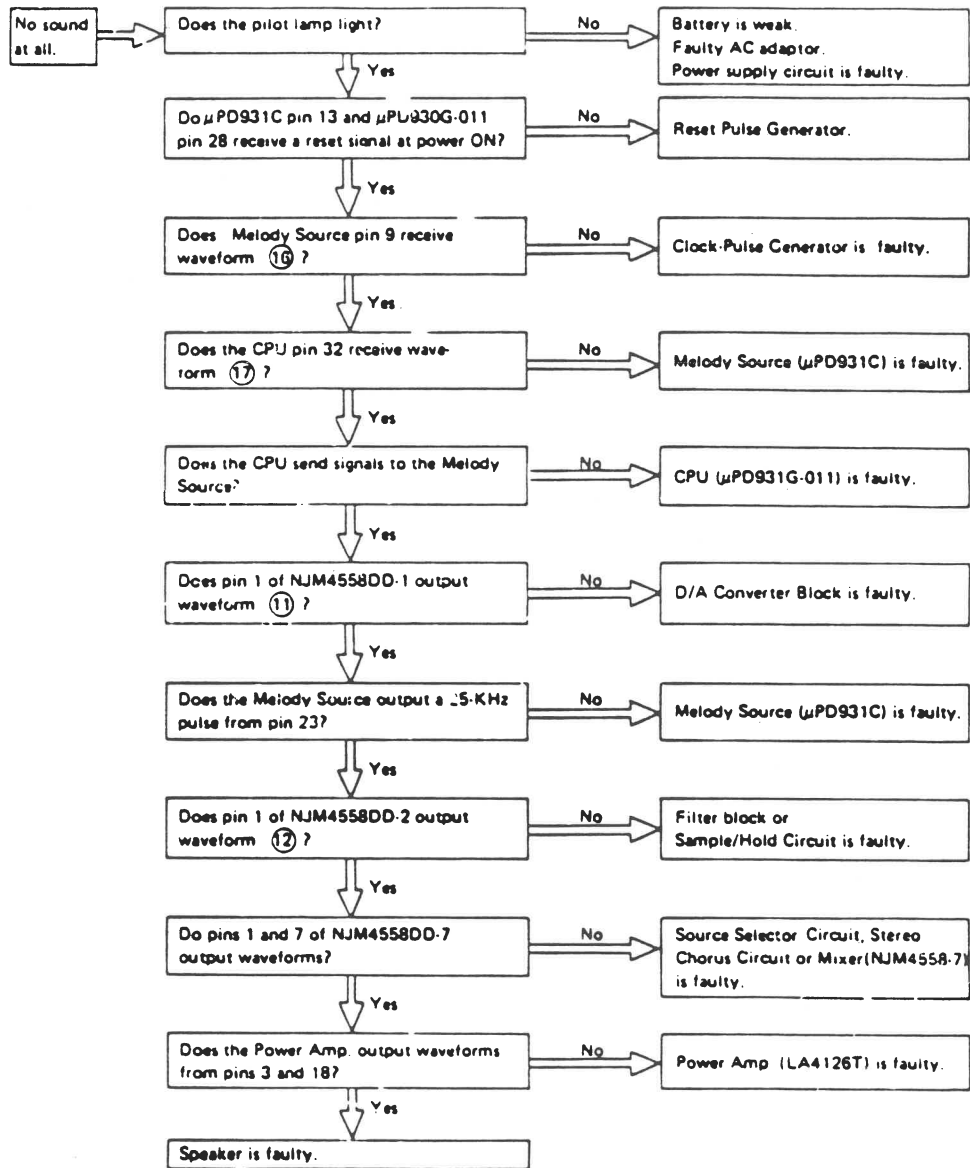 No sound
at all.
Does the pilot lamp light?
No
Battery is weak.
Faulty AC adaptor.
Power supply circuit is faulty.
Yes
Do µPD931C pin 13 and µPD930G-011
pin 28 receive a reset signal at power ON?
No
Reset Pulse Generator.
Yes
Does Melody Source pin 9 receive
waveform ⑯ ?
No
Clock-Pulse Generator is faulty.
Yes
Does the CPU pin 32 receive wave-
form ⑰ ?
No
Melody Source (µPD931C) is faulty.
Yes
Does the CPU send signals to the Melody
Source?
No
CPU (µPD931G-011) is faulty.
Yes
Does pin 1 of NJM4558DD-1 output
waveform ⑪ ?
No
D/A Converter Block is faulty.
Yes
Does the Melody Source output a
pulse from pin 23?
No
Melody Source (µPD931C) is faulty.
Yes
Does pin 1 of NJM4558DD-2 output
waveform ⑫ ?
No
Filter block or
Sample/Hold Circuit is faulty.
Yes
Do pins 1 and 7 of NJM4558DD-7
output waveforms?
No
Source Selector Circuit, Stereo
Chorus Circuit or Mixer(NJM4558-7)
is faulty.
Yes
Does the Power Amp. output waveforms
from pins 3 and 18?
No
Power Amp (LA4126T) is faulty.
Yes
Speaker is faulty.